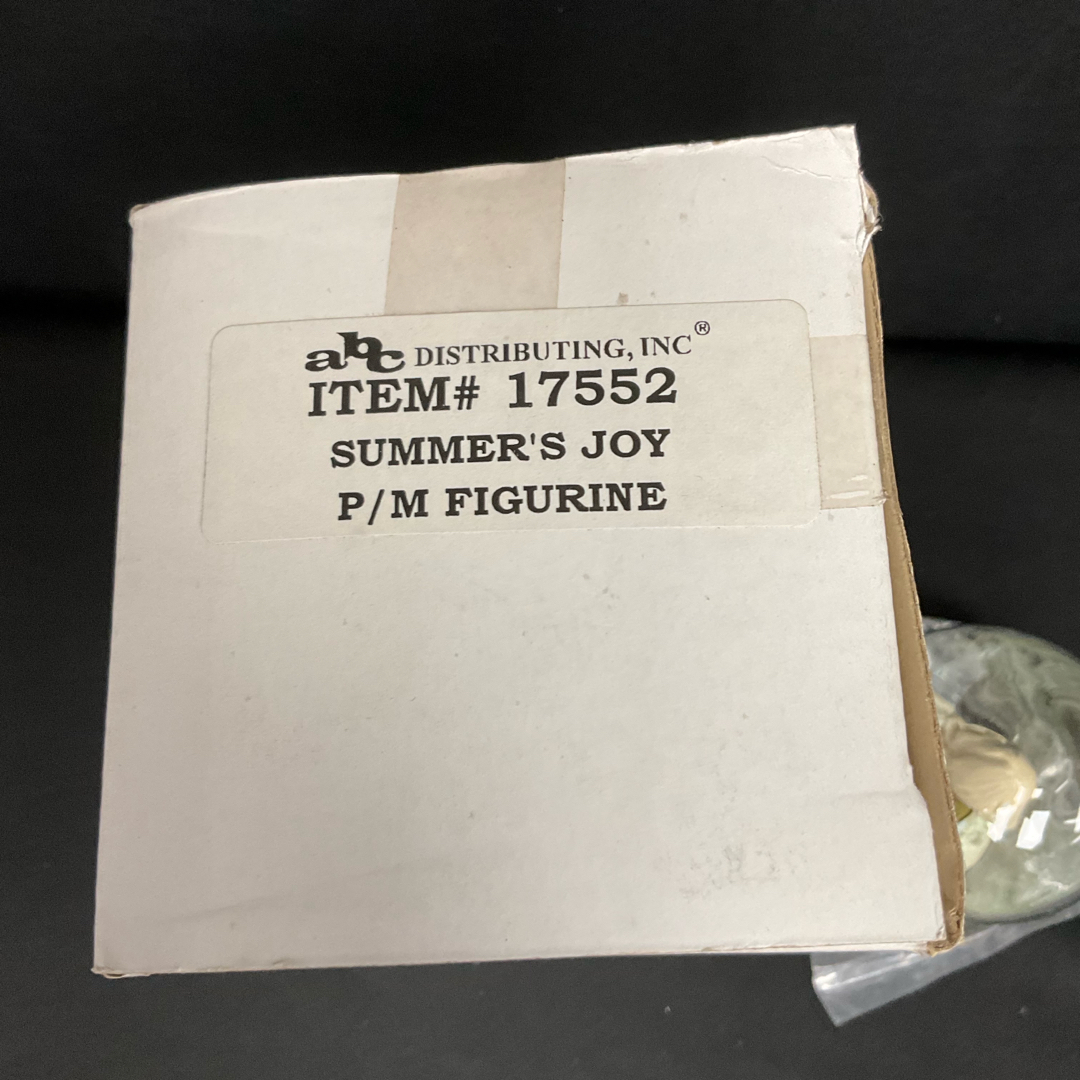 abc DISTRIBUTING, INC®
ITEM# 17552
SUMMER'S JOY
P/M FIGURINE